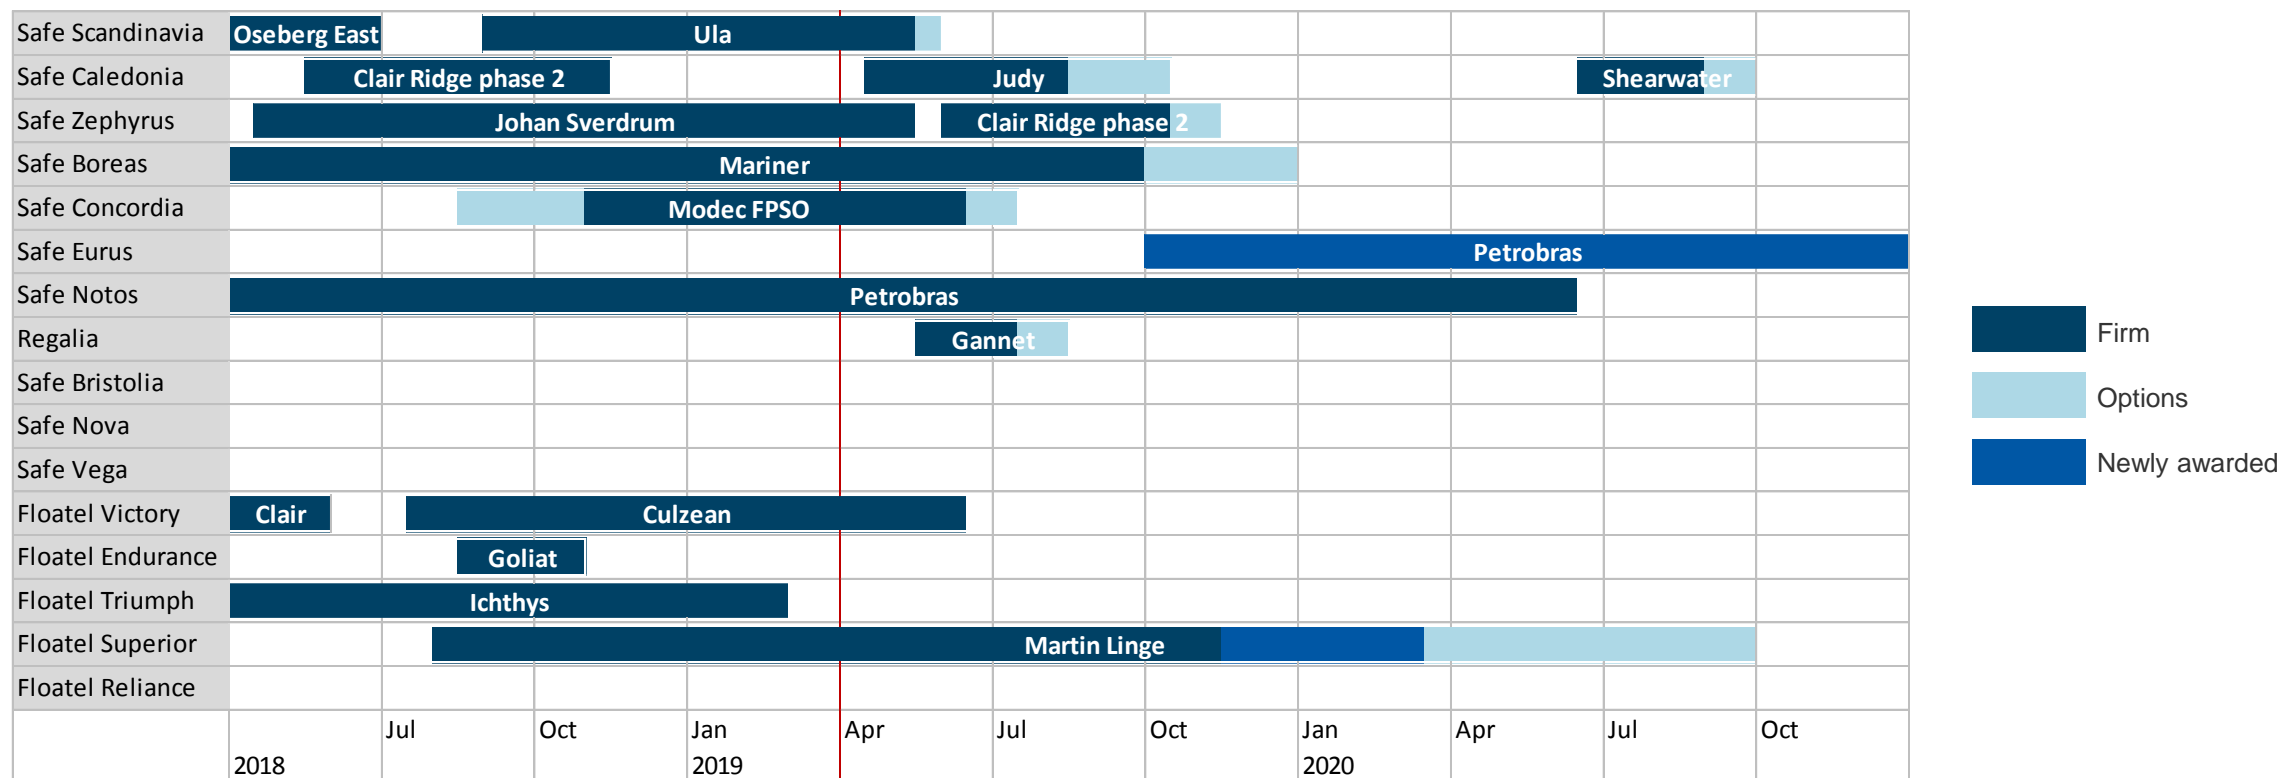 Safe Scandinavia Oseberg East Ula
Safe Caledonia Clair Ridge phase 2 Judy Shearwater
Safe Zephyrus Johan Sverdrum Clair Ridge phase 2
Safe Boreas Mariner
Safe Concordia Modec FPSO
Safe Eurus Petrobras
Safe Notos Petrobras
Regalia Gannet
Safe Bristolia
Safe Nova
Safe Vega
Floatel Victory Clair Culzean
Floatel Endurance Goliat
Floatel Triumph Ichthys
Floatel Superior Martin Linge
Floatel Reliance
Jul Oct Jan Apr Jul Oct Jan Apr Jul Oct
2018 2019 2020
Firm
Options
Newly awarded